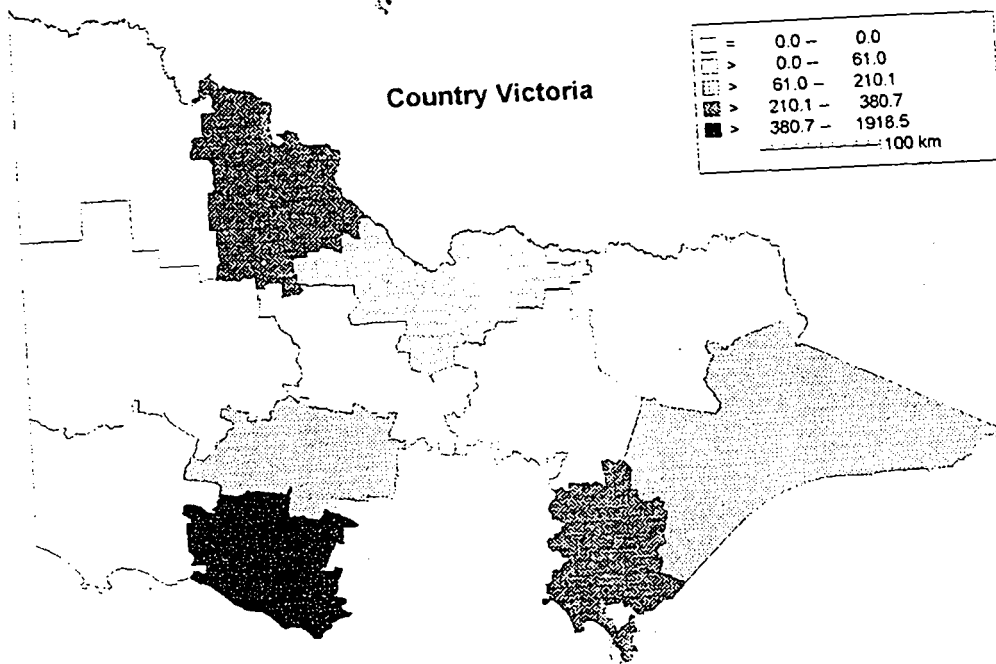 Country Victoria
= 0.0 – 0.0
> 0.0 – 61.0
> 61.0 – 210.1
> 210.1 – 380.7
> 380.7 – 1918.5
100 km